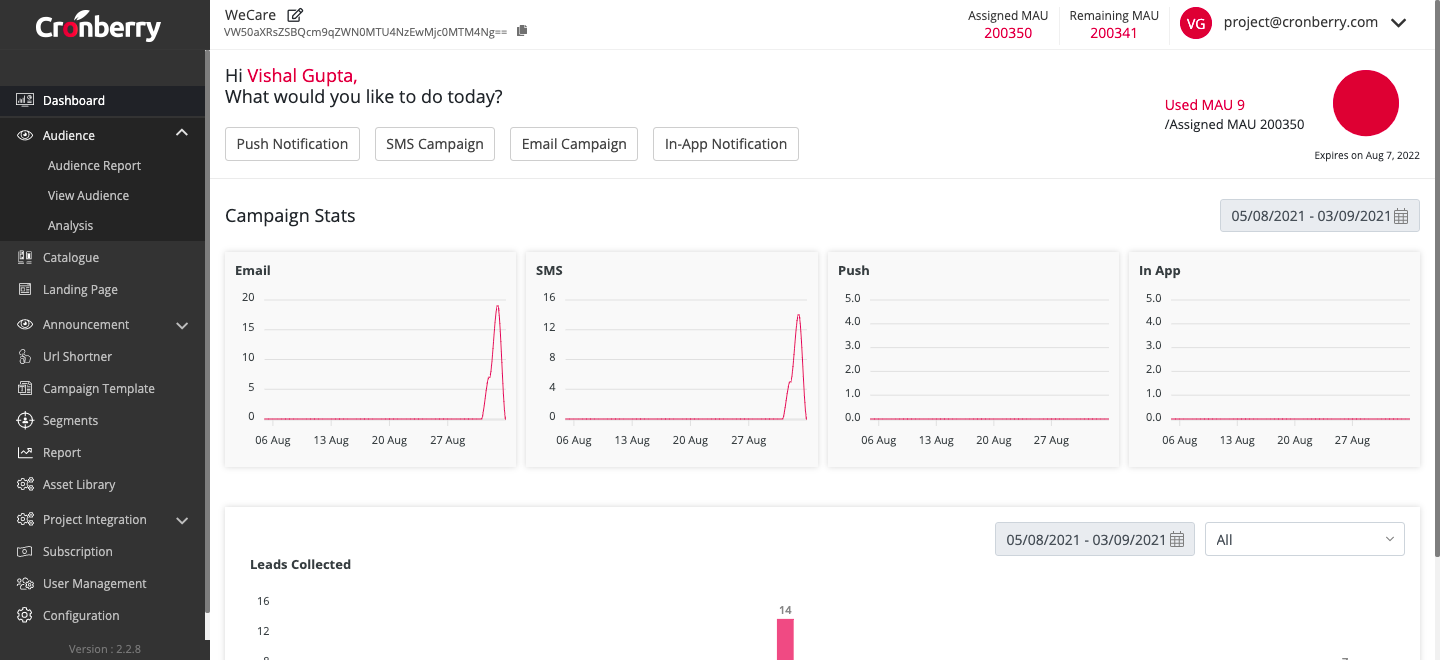 Cronberry
Dashboard
Audience
Audience Report
View Audience
Analysis
Catalogue
Landing Page
Announcement
Url Shortner
Campaign Template
Segments
Report
Asset Library
Project Integration
Subscription
User Management
Configuration
Version : 2.2.8
WeCare
VW50aXRsZSBQcm9qZWN0MTU4NzEwMjc0MTM4Ng==
Assigned MAU
200350
Remaining MAU
200341
VG
project@cronberry.com
Hi Vishal Gupta,
What would you like to do today?
Push Notification
SMS Campaign
Email Campaign
In-App Notification
Used MAU 9
/Assigned MAU 200350
Expires on Aug 7, 2022
Campaign Stats
05/08/2021 - 03/09/2021
Email
20
15
10
5
0
06 Aug 13 Aug 20 Aug 27 Aug
SMS
16
12
8
4
0
06 Aug 13 Aug 20 Aug 27 Aug
Push
5.0
4.0
3.0
2.0
1.0
0.0
06 Aug 13 Aug 20 Aug 27 Aug
In App
5.0
4.0
3.0
2.0
1.0
0.0
06 Aug 13 Aug 20 Aug 27 Aug
05/08/2021 - 03/09/2021
All
Leads Collected
16
14
12